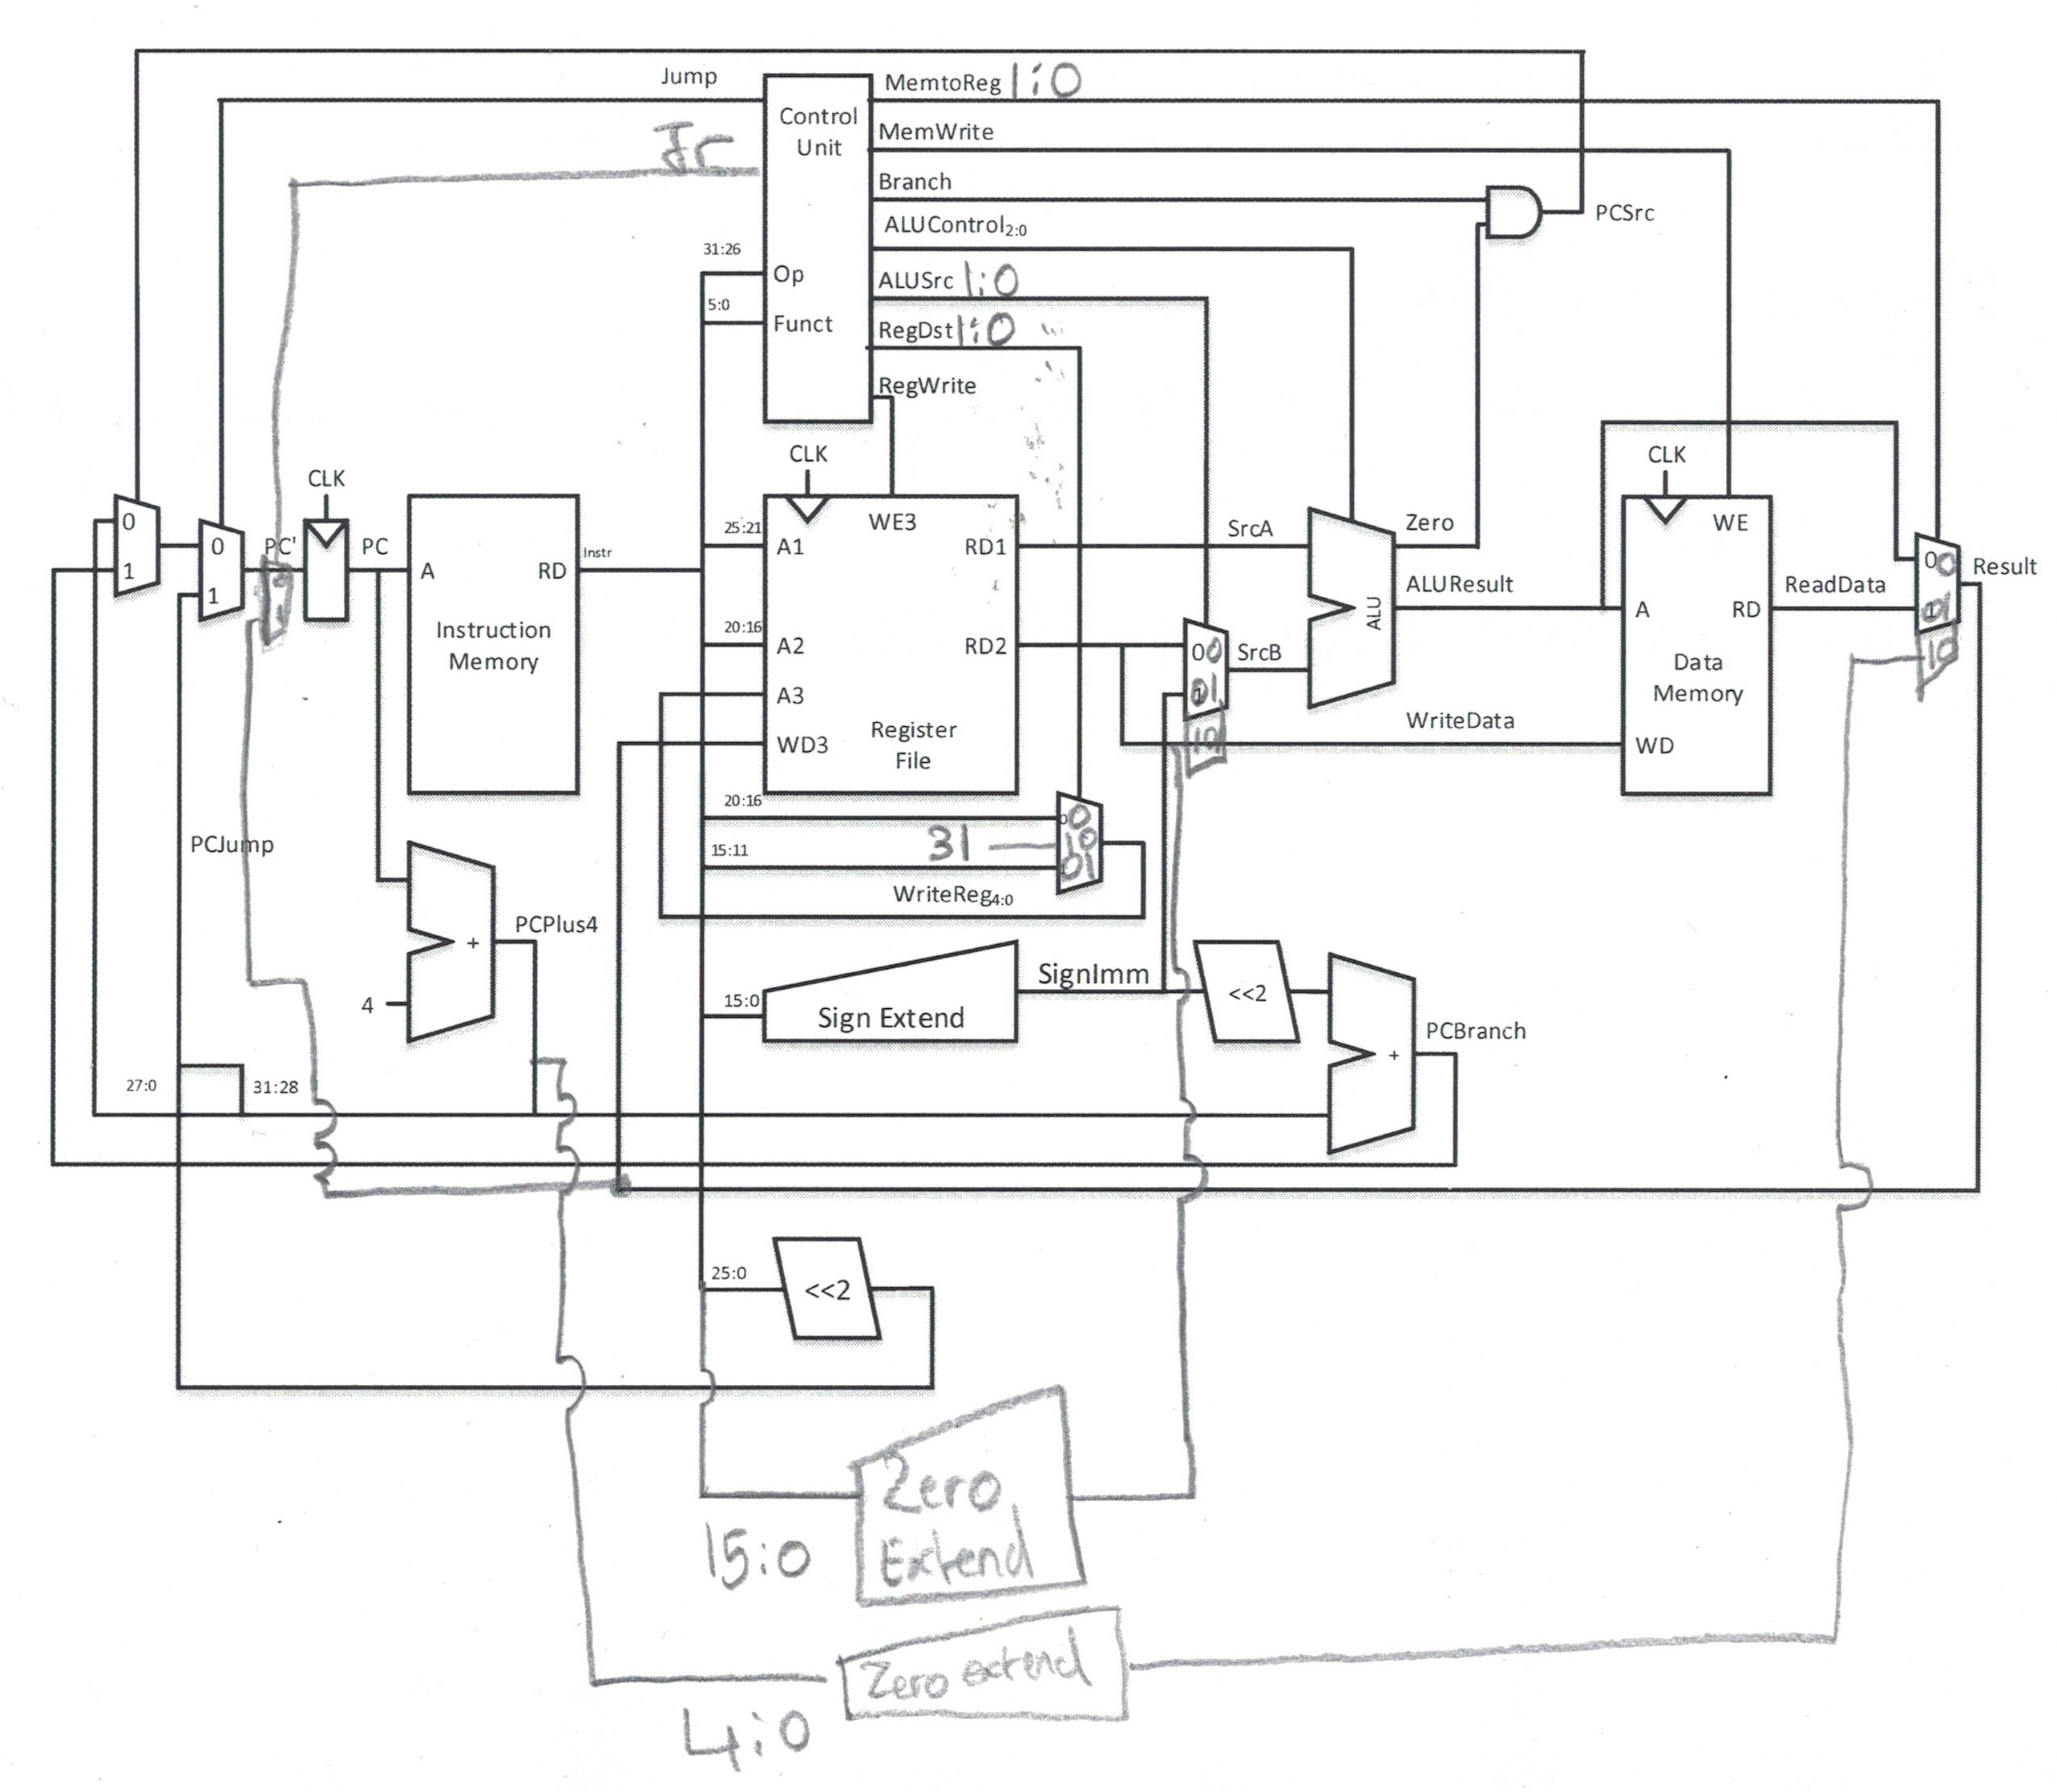 Jump
Jr
Control
Unit
MemtoReg 1:0
MemWrite
Branch
ALUControl2:0
ALUSrc 1:0
RegDst 1:0
RegWrite
PCSrc
31:26
Op
5:0
Funct
CLK
CLK
CLK
0
1
0
1
PC'
0
1
PC
A
RD
Instr
Instruction
Memory
25:21
A1
WE3
RD1
20:16
A2
RD2
A3
WD3
Register
File
SrcA
00
01
10
SrcB
ALU
Zero
ALUResult
WriteData
WE
A
RD
Data
Memory
WD
ReadData
00
01
10
Result
20:16
0
31
10
15:11
01
WriteReg4:0
PCJump
PCPlus4
+
4
15:0
Sign Extend
SignImm
<<2
+
PCBranch
27:0
31:28
25:0
<<2
Zero
Extend
15:0
Zero extend
4:0